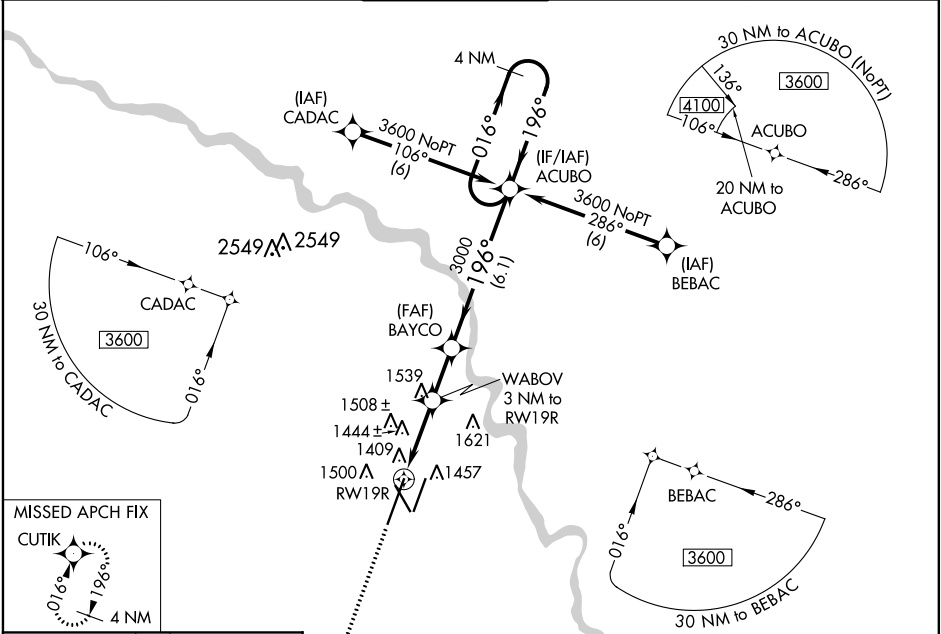 4 NM
016°
196°
(IAF)
CADAC
3600 NoPT
106°
(6)
(IF/IAF)
ACUBO
3600 NoPT
286°
(6)
(IAF)
BEBAC
30 NM to ACUBO (NoPT)
3600
136°
4100
106°
ACUBO
286°
20 NM to
ACUBO
2549
2549
3000
196°
(6.1)
106°
CADAC
3600
016°
30 NM to CADAC
(FAF)
BAYCO
WABOV
3 NM to
RW19R
1539
1508 ±
1444 ±
1409
1500
RW19R
1621
1457
BEBAC
286°
016°
3600
30 NM to BEBAC
MISSED APCH FIX
CUTIK
016°
196°
4 NM